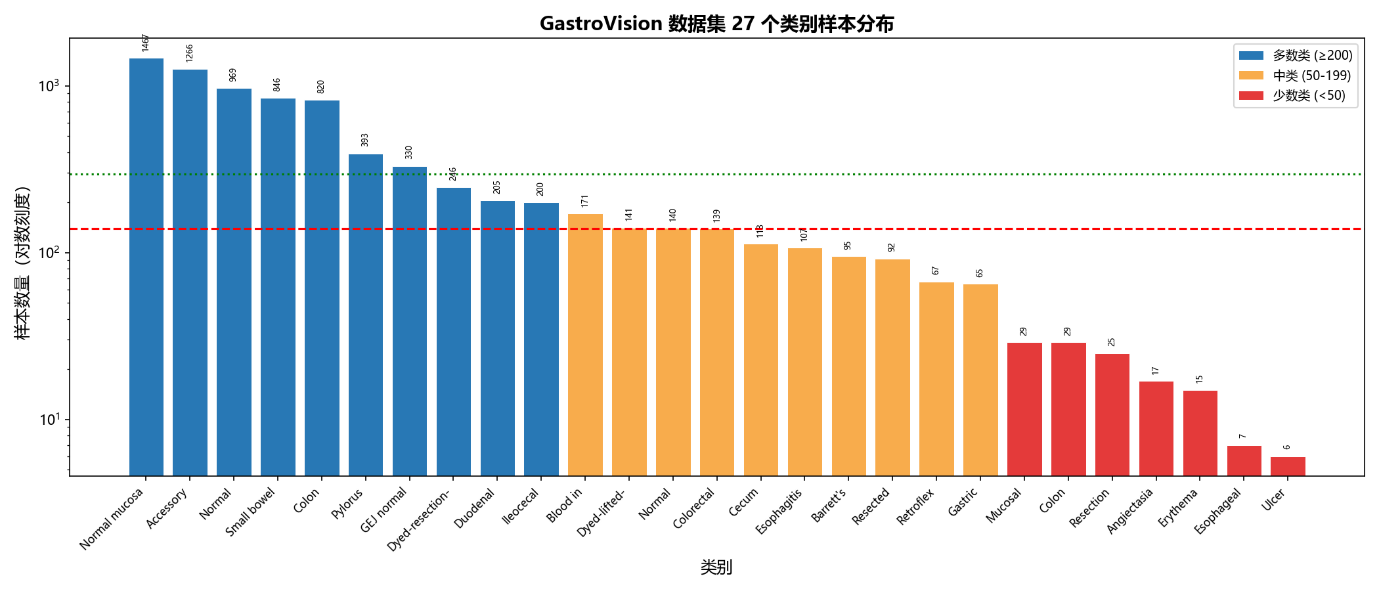 GastroVision 数据集 27 个类别样本分布
多数类 (≥200)
中类 (50-199)
少数类 (<50)
样本数量（对数刻度）
10³
10²
10¹
1467
1266
969
846
820
393
330
246
205
200
171
141
140
139
113
107
95
92
67
65
29
29
25
17
15
7
6
Normal mucosa
Accessory
Normal
Small bowel
Colon
Pylorus
GEJ normal
Dyed-resection-
Duodenal
Ileocecal
Blood in
Dyed-lifted-
Normal
Colorectal
Cecum
Esophagitis
Barrett's
Resected
Retroflex
Gastric
Mucosal
Colon
Resection
Angiectasia
Erythema
Esophageal
Ulcer
类别